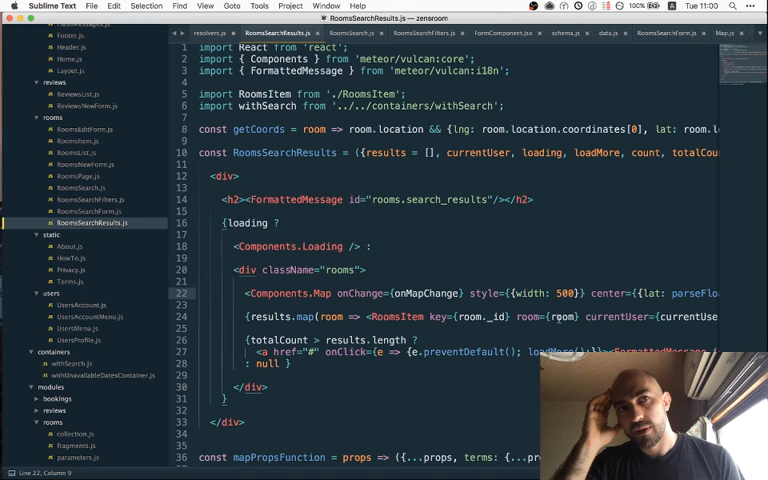 Sublime Text File Edit Selection Find View Goto Tools Project Window Help 100% Tue 11:00
RoomsSearchResults.js — zensroom
resolvers.js RoomsSearchResults.js RoomsSearch.js RoomsSearchFilters.js FormComponent.jsx schema.js data.js RoomsSearchForm.js Map.js
Footer.js
Header.js
Home.js
Layout.js
reviews
ReviewsList.js
ReviewsNewForm.js
rooms
RoomsEditForm.js
RoomsItem.js
RoomsList.js
RoomsNewForm.js
RoomsPage.js
RoomsSearch.js
RoomsSearchFilters.js
RoomsSearchForm.js
RoomsSearchResults.js
static
About.js
HowTo.js
Privacy.js
Terms.js
users
UsersAccount.js
UsersAccountMenu.js
UsersMenu.js
UsersProfile.js
containers
withSearch.js
withUnavailableDatesContainer.js
modules
bookings
reviews
rooms
collection.js
fragments.js
parameters.js
1 import React from 'react';
2 import { Components } from 'meteor/vulcan:core';
3 import { FormattedMessage } from 'meteor/vulcan:i18n';
4
5 import RoomsItem from './RoomsItem';
6 import withSearch from '../../containers/withSearch';
7
8 const getCoords = room => room.location && {lng: room.location.coordinates[0], lat: room.lo
9
10 const RoomsSearchResults = ({results = [], currentUser, loading, loadMore, count, totalCou
11
12 <div>
13
14 <h2><FormattedMessage id="rooms.search_results"/></h2>
15
16 {loading ?
17
18 <Components.Loading /> :
19
20 <div className="rooms">
21
22 <Components.Map onChange={onMapChange} style={{width: 500}} center={{lat: parseFlo
23
24 {results.map(room => <RoomsItem key={room._id} room={room} currentUser={currentUse
25
26 {totalCount > results.length ?
27 <a href="#" onClick={e => {e.preventDefault(); loadMore();}}><FormattedMessage
28 : null }
29
30 </div>
31 }
32
33 </div>
34
35
36 const mapPropsFunction = props => ({...props, terms: {...pro
Line 22, Column 9